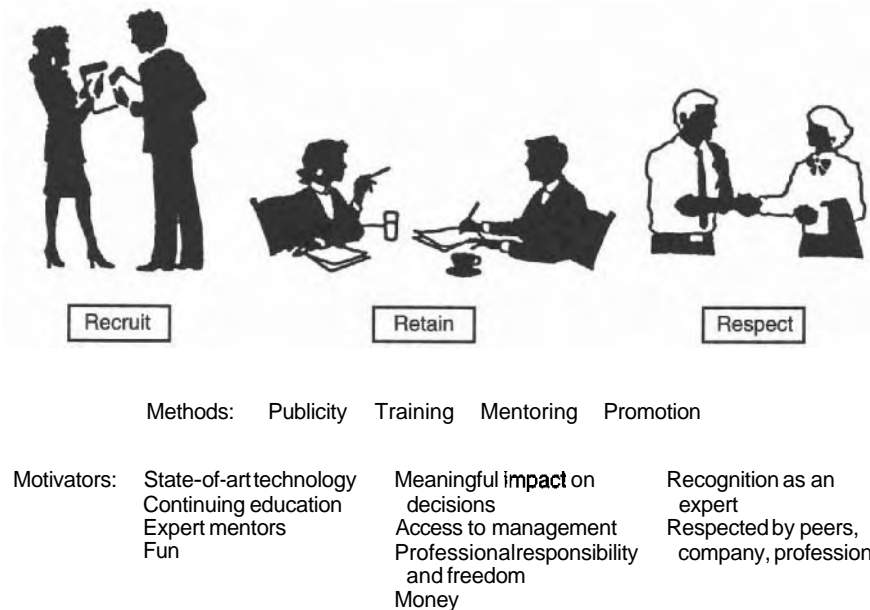 Recruit Retain Respect
Methods: Publicity Training Mentoring Promotion
Motivators: State-of-art technology
Continuing education
Expert mentors
Fun
Meaningful impact on
decisions
Access to management
Professional responsibility
and freedom
Money
Recognition as an
expert
Respected by peers,
company, profession